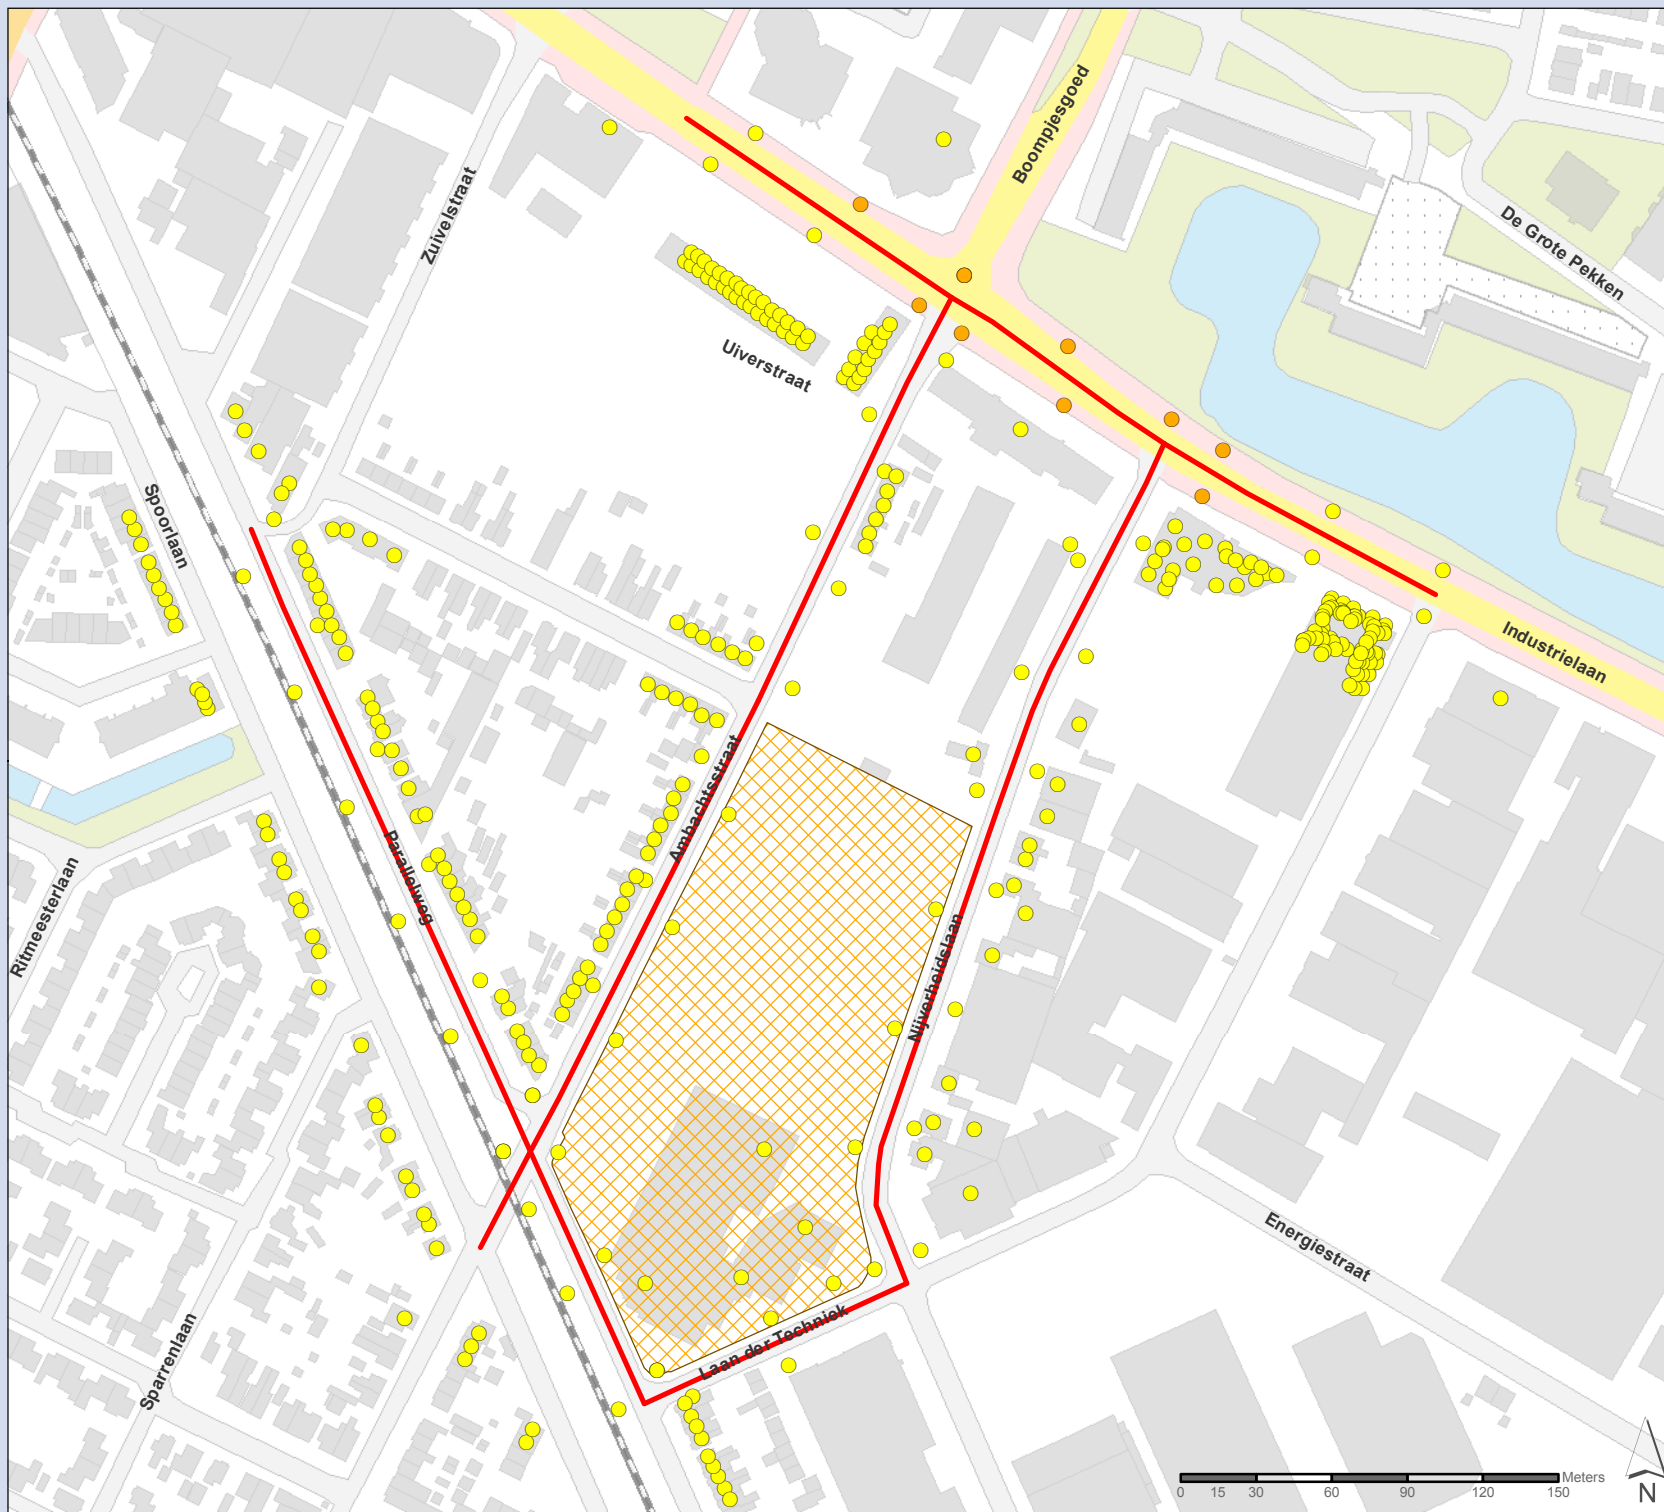 Boompjesgoed
Zuivelstraat
De Grote Pekken
Uiverstraat
Spoorlaan
Industrielaan
Ambachtsstraat
Parallelweg
Ritmeesterlaan
Nijverheidslaan
Energiestraat
Laan der Techniek
Sparrenlaan
Meters
0 15 30 60 90 120 150
N